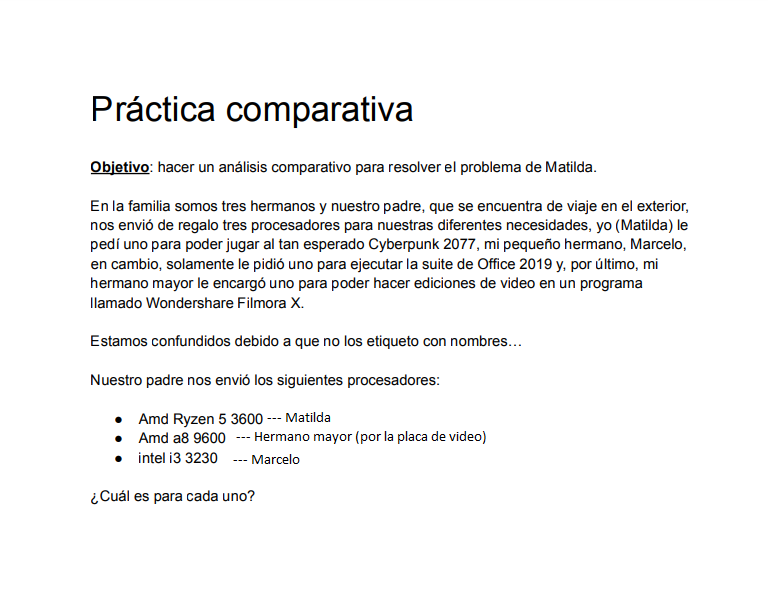 Práctica comparativa
Objetivo: hacer un análisis comparativo para resolver el problema de Matilda.
En la familia somos tres hermanos y nuestro padre, que se encuentra de viaje en el exterior,
nos envió de regalo tres procesadores para nuestras diferentes necesidades, yo (Matilda) le
pedí uno para poder jugar al tan esperado Cyberpunk 2077, mi pequeño hermano, Marcelo,
en cambio, solamente le pidió uno para ejecutar la suite de Office 2019 y, por último, mi
hermano mayor le encargó uno para poder hacer ediciones de video en un programa
llamado Wondershare Filmora X.
Estamos confundidos debido a que no los etiqueto con nombres…
Nuestro padre nos envió los siguientes procesadores:
● Amd Ryzen 5 3600 --- Matilda
● Amd a8 9600 --- Hermano mayor (por la placa de video)
● intel i3 3230 --- Marcelo
¿Cuál es para cada uno?